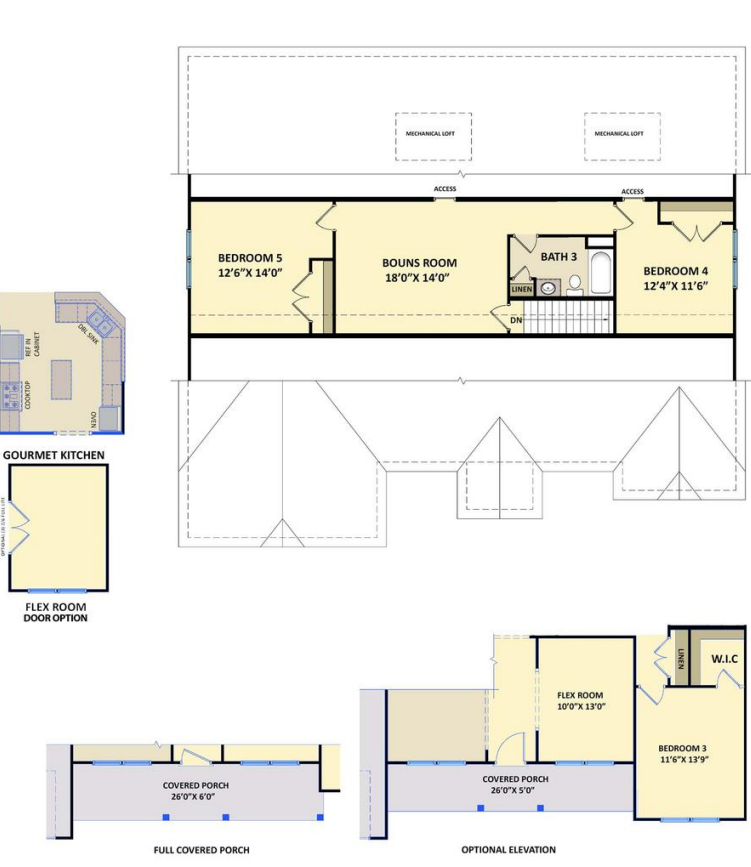 MECHANICAL LOFT
MECHANICAL LOFT
ACCESS
ACCESS
BEDROOM 5
12'6"X 14'0"
BOUNS ROOM
18'0"X 14'0"
BATH 3
LINEN
DN
BEDROOM 4
12'4"X 11'6"
DBL SINK
REF IN
CABINET
COOKTOP
OVEN
GOURMET KITCHEN
FLEX ROOM
DOOR OPTION
LINEN
W.I.C
FLEX ROOM
10'0"X 13'0"
BEDROOM 3
11'6"X 13'9"
COVERED PORCH
26'0"X 6'0"
COVERED PORCH
26'0"X 5'0"
FULL COVERED PORCH
OPTIONAL ELEVATION